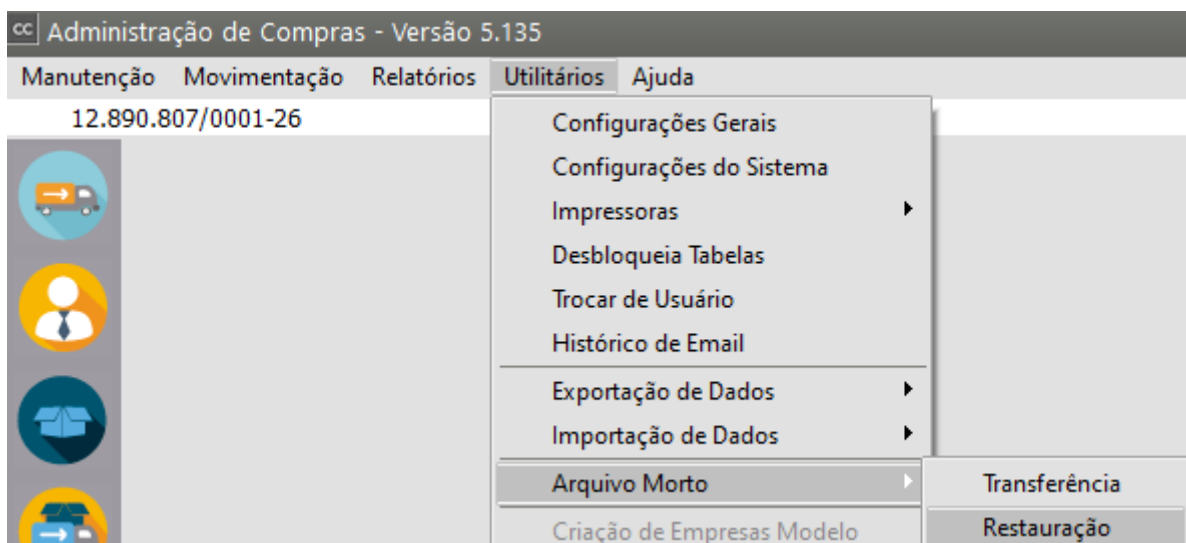 cc Administração de Compras - Versão 5.135
Manutenção Movimentação Relatórios Utilitários Ajuda
12.890.807/0001-26
Configurações Gerais
Configurações do Sistema
Impressoras
Desbloqueia Tabelas
Trocar de Usuário
Histórico de Email
Exportação de Dados
Importação de Dados
Arquivo Morto Transferência
Criação de Empresas Modelo Restauração